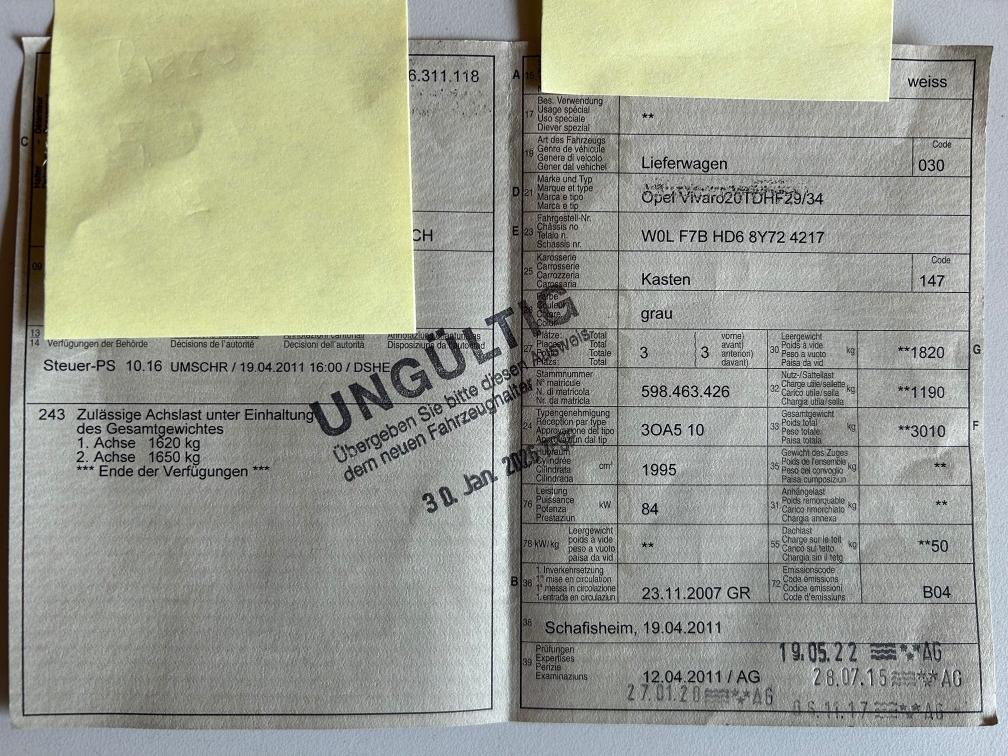 6.311.118
C
CH
09
13
14 Verfügungen der Behörde Décisions de l'autorité Decisioni dell'autorità
Steuer-PS 10.16 UMSCHR / 19.04.2011 16:00 / DSHE
243 Zulässige Achslast unter Einhaltung
des Gesamtgewichtes
1. Achse 1620 kg
2. Achse 1650 kg
*** Ende der Verfügungen ***
UNGÜLTIG
Übergeben Sie bitte diesen Ausweis
dem neuen Fahrzeughalter
30. Jan. 2025
A 15 weiss
17 Bes. Verwendung
Usage spécial
Uso speciale
Diever spezial
**
19 Art des Fahrzeugs
Genre de véhicule
Genere di veicolo
Gener dal vehichel
Lieferwagen
Code
030
D 21 Marke und Typ
Marque et type
Marca e tipo
Marca e tip
Opel Vivaro20TDHF29/34
E 23 Fahrgestell-Nr.
Châssis no
Telaio n.
Schassis nr.
W0L F7B HD6 8Y72 4217
25 Karosserie
Carrosserie
Carrozzeria
Carossaria
Kasten
Code
147
Farbe
Couleur
Colore
Colur
grau
27 Plätze Total
Places Total
Posti Totale
Plazs: Total
3
(3
vorne)
avant)
anteriori)
davant)
30 Leergewicht
Poids à vide
Peso a vuoto
Paisa da vid
kg
**1820
G
Stammnummer
N° matricule
N. di matricola
Nr. da matricla
598.463.426
32 Nutz-/Sattellast
Charge utile/sellette
Carico utile/sella
Chargia utila/sella
kg
**1190
24 Typengenehmigung
Réception par type
Approvazione del tipo
Approvaziun dal tip
3OA5 10
33 Gesamtgewicht
Poids total
Peso totale
Paisa totala
kg
**3010
F
Hubraum
Cylindrée
Cilindrata
Cilindrada
cm³
1995
35 Gewicht des Zuges
Poids de l'ensemble
Peso del convoglio
Paisa cumposiziun
kg
**
76 Leistung
Puissance
Potenza
Prestaziun
kW
84
31 Anhängelast
Poids remorquable
Carico rimorchiato
Chargia annexa
kg
**
78 kW/kg Leergewicht
poids à vide
peso a vuoto
paisa da vid
**
55 Dachlast
Charge sur le toit
Carico sul tetto
Chargia sin il tetg
kg
**50
B 36 1. Inverkehrsetzung
1re mise en circulation
1a messa in circolazione
1. entrada en circulaziun
23.11.2007 GR
72 Emissionscode
Code émissions
Codice emissioni
Code d'emissiuns
B04
38 Schafisheim, 19.04.2011
39 Prüfungen
Expertises
Perizie
Examinaziuns
12.04.2011 / AG
19.05.22 AG
28.07.15 AG
27.01.20 AG
06.11.17 AG